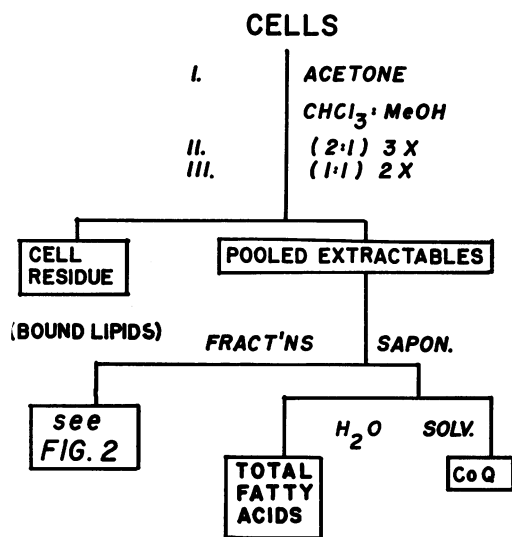 CELLS
I. ACETONE
CHCl3: MeOH
II. (2:1) 3 X
III. (1:1) 2 X
CELL
RESIDUE
POOLED EXTRACTABLES
(BOUND LIPIDS)
FRACT'NS SAPON.
see
FIG. 2
H2O SOLV.
TOTAL
FATTY
ACIDS
CoQ